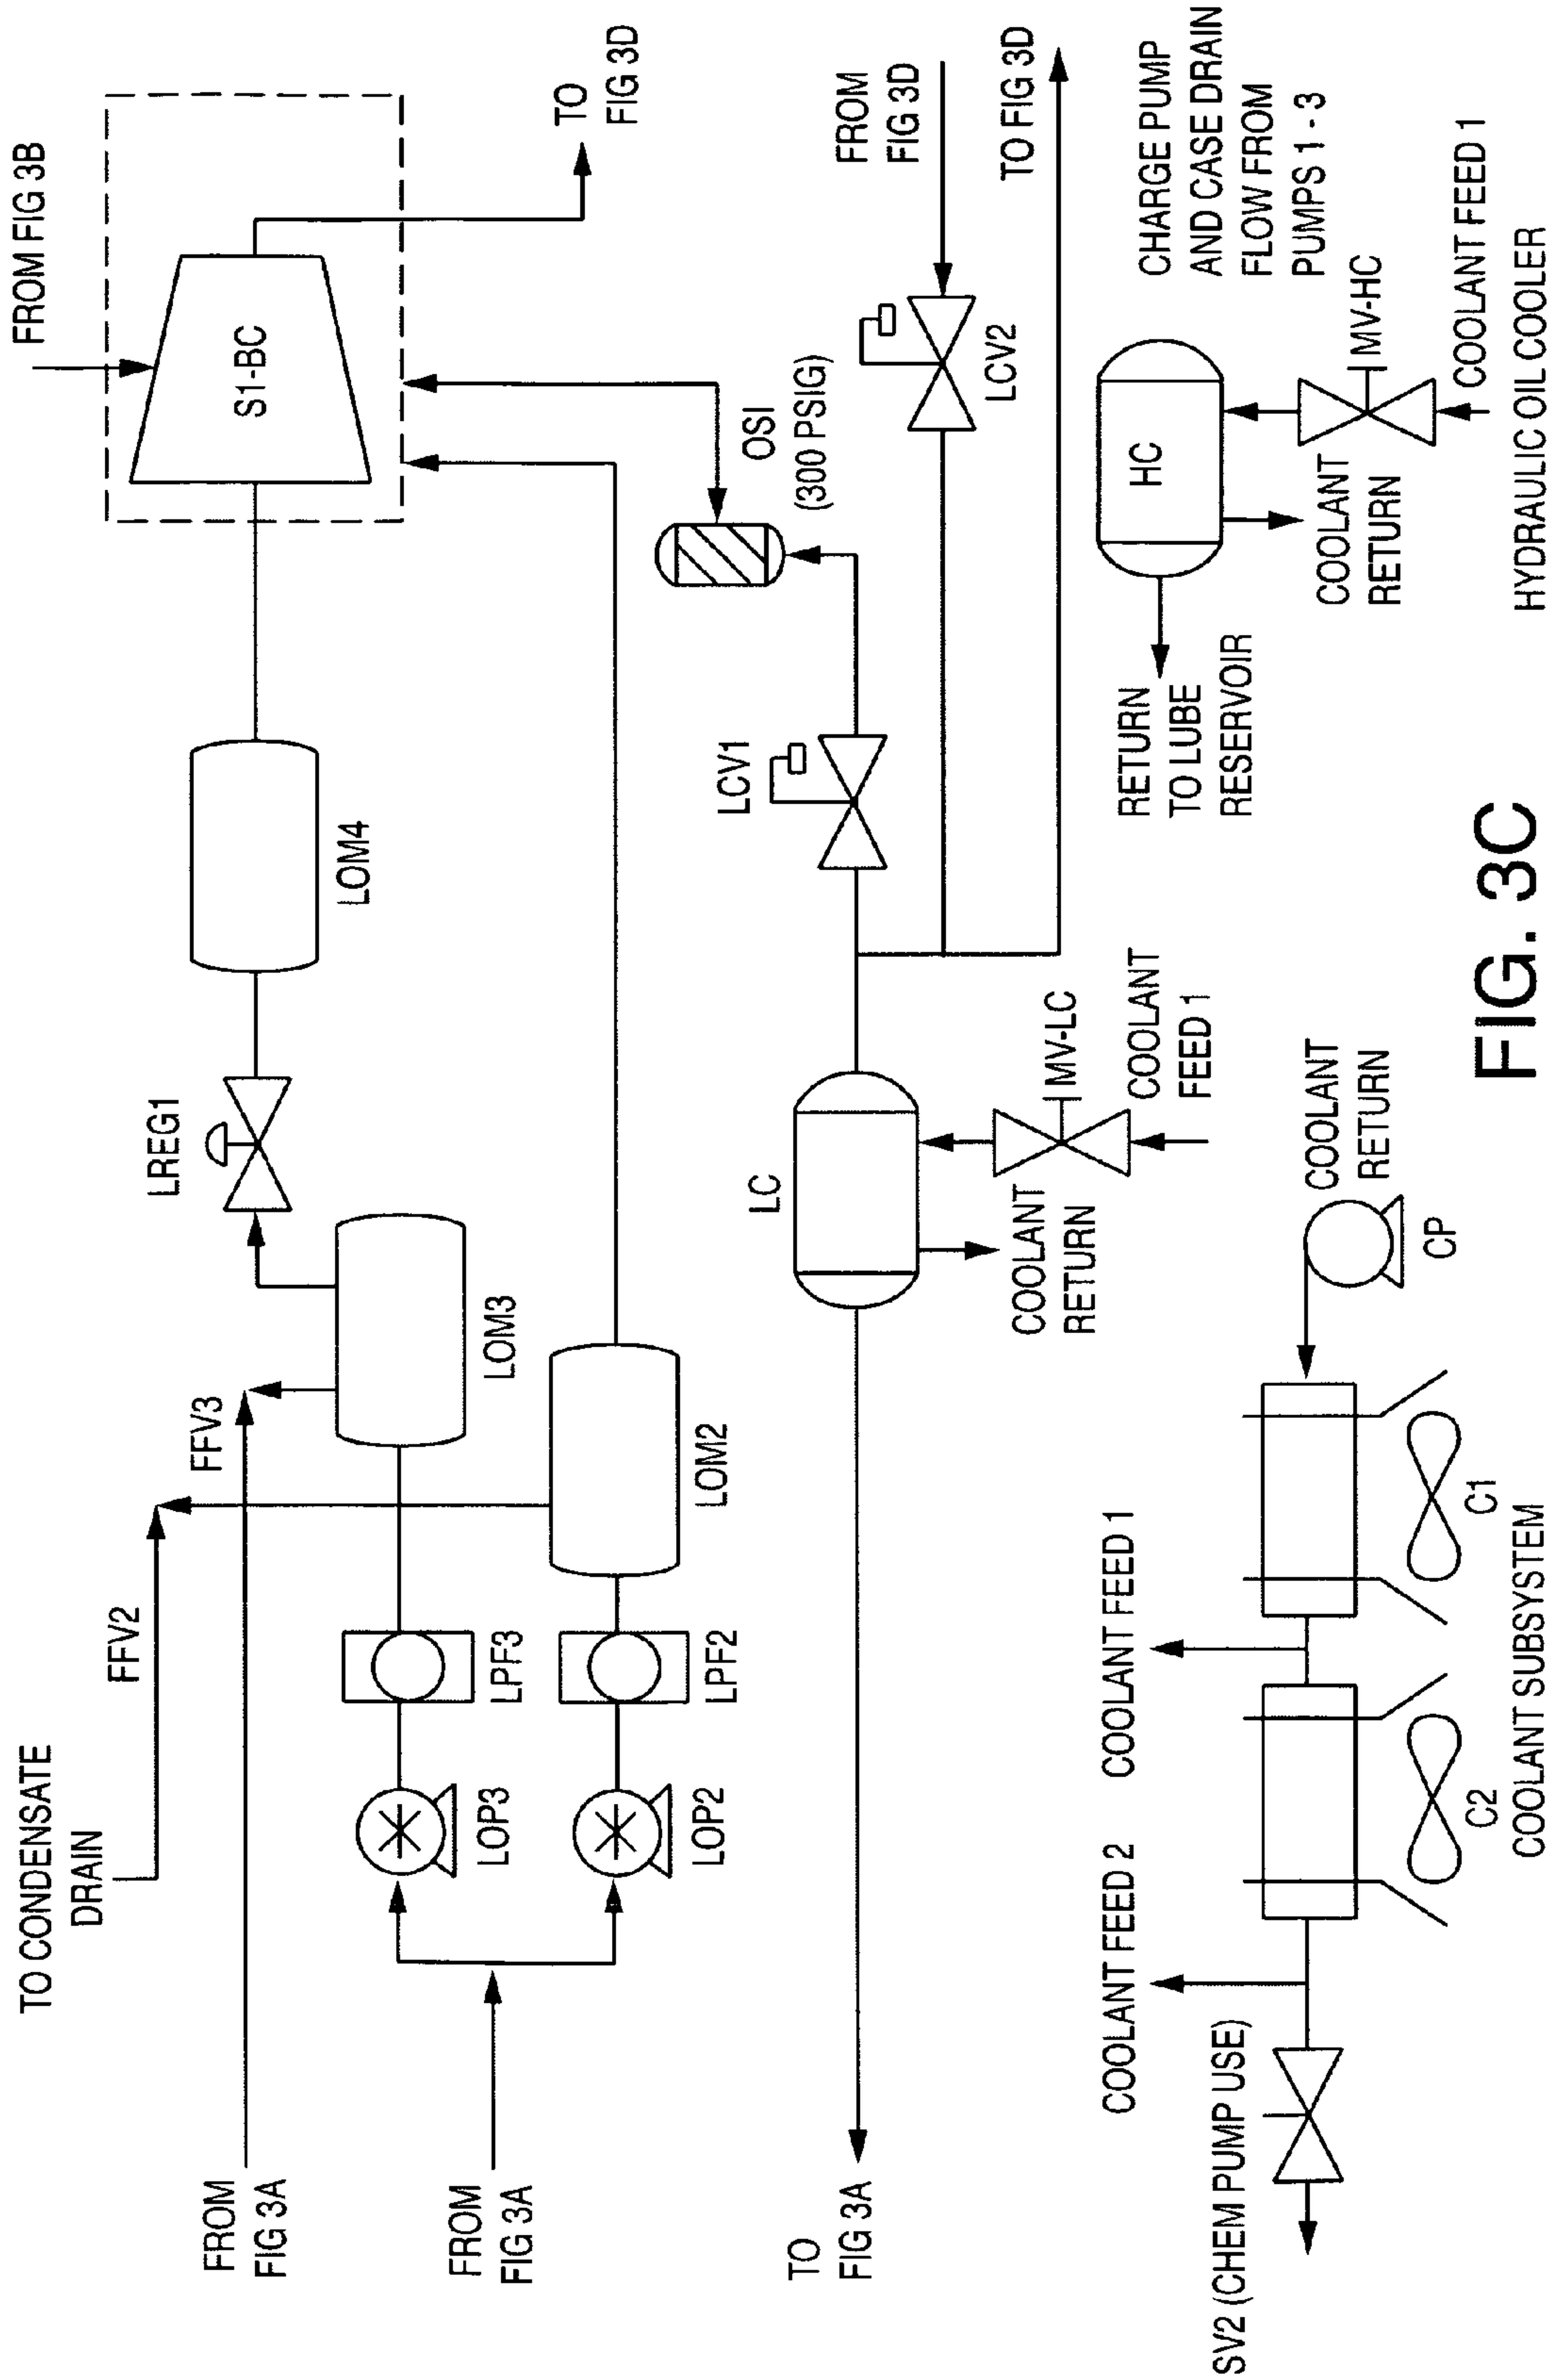 FROM FIG 3B
S1-BC
TO
FIG 3D
LOM4
LREG1
LOM3
FFV3
FFV2
TO CONDENSATE
DRAIN
LPF3
LOP3
LOM2
LPF2
LOP2
FROM
FIG 3A
FROM
FIG 3A
OSI
(300 PSIG)
LCV1
LCV2
FROM
FIG 3D
TO FIG 3D
LC
MV-LC
COOLANT
FEED 1
COOLANT
RETURN
TO
FIG 3A
CHARGE PUMP
AND CASE DRAIN
FLOW FROM
PUMPS 1 - 3
HC
MV-HC
COOLANT FEED 1
COOLANT
RETURN
RETURN
TO LUBE
RESERVOIR
HYDRAULIC OIL COOLER
COOLANT
RETURN
CP
C1
C2
COOLANT FEED 1
COOLANT FEED 2
SV2 (CHEM PUMP USE)
COOLANT SUBSYSTEM
FIG. 3C